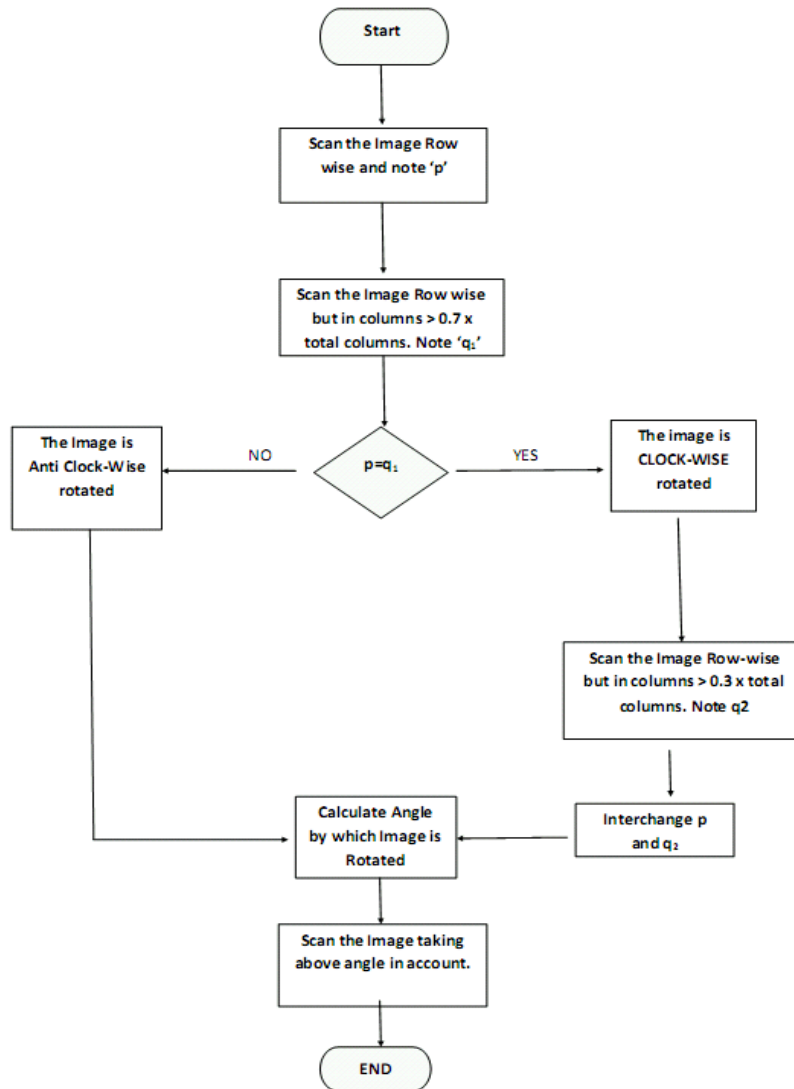 Start
Scan the Image Row
wise and note ‘p’
Scan the Image Row wise
but in columns > 0.7 x
total columns. Note ‘q₁’
p=q₁
NO
YES
The Image is
Anti Clock-Wise
rotated
The image is
CLOCK-WISE
rotated
Scan the Image Row-wise
but in columns > 0.3 x total
columns. Note q2
Interchange p
and q₂
Calculate Angle
by which Image is
Rotated
Scan the Image taking
above angle in account.
END